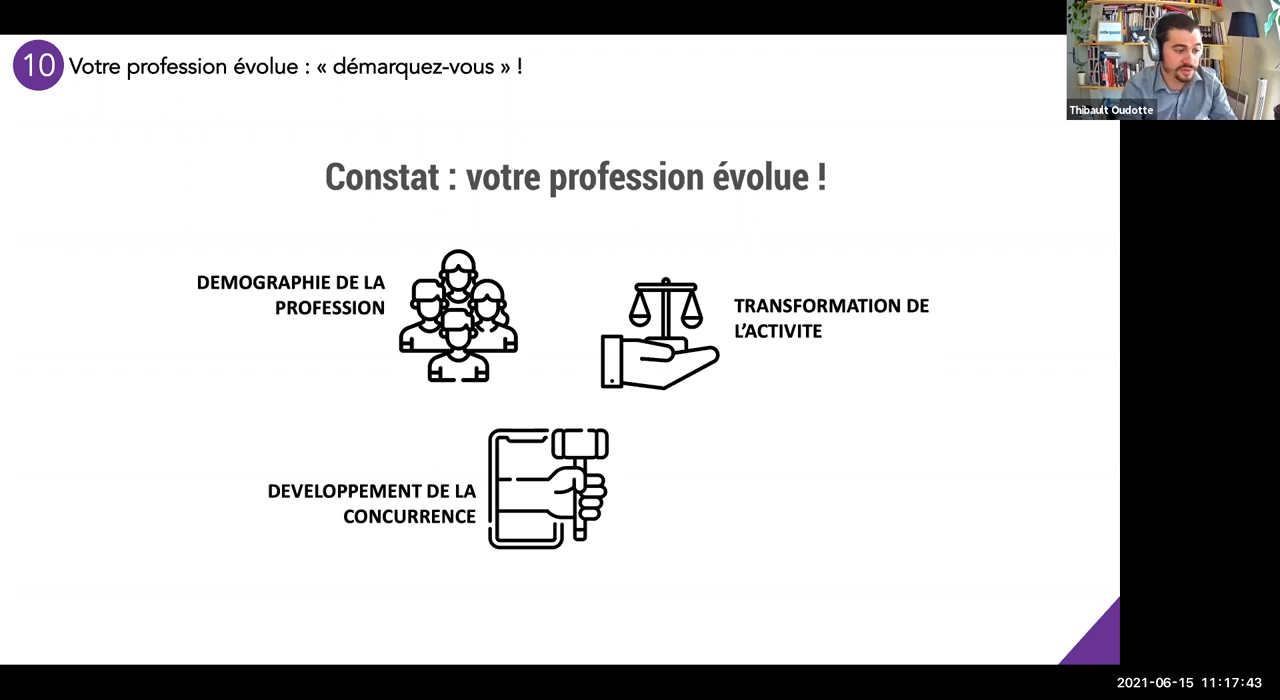 10 Votre profession évolue : « démarquez-vous » !
Thibault Oudotte
Constat : votre profession évolue !
DEMOGRAPHIE DE LA
PROFESSION
TRANSFORMATION DE
L'ACTIVITE
DEVELOPPEMENT DE LA
CONCURRENCE
2021-06-15 11:17:43